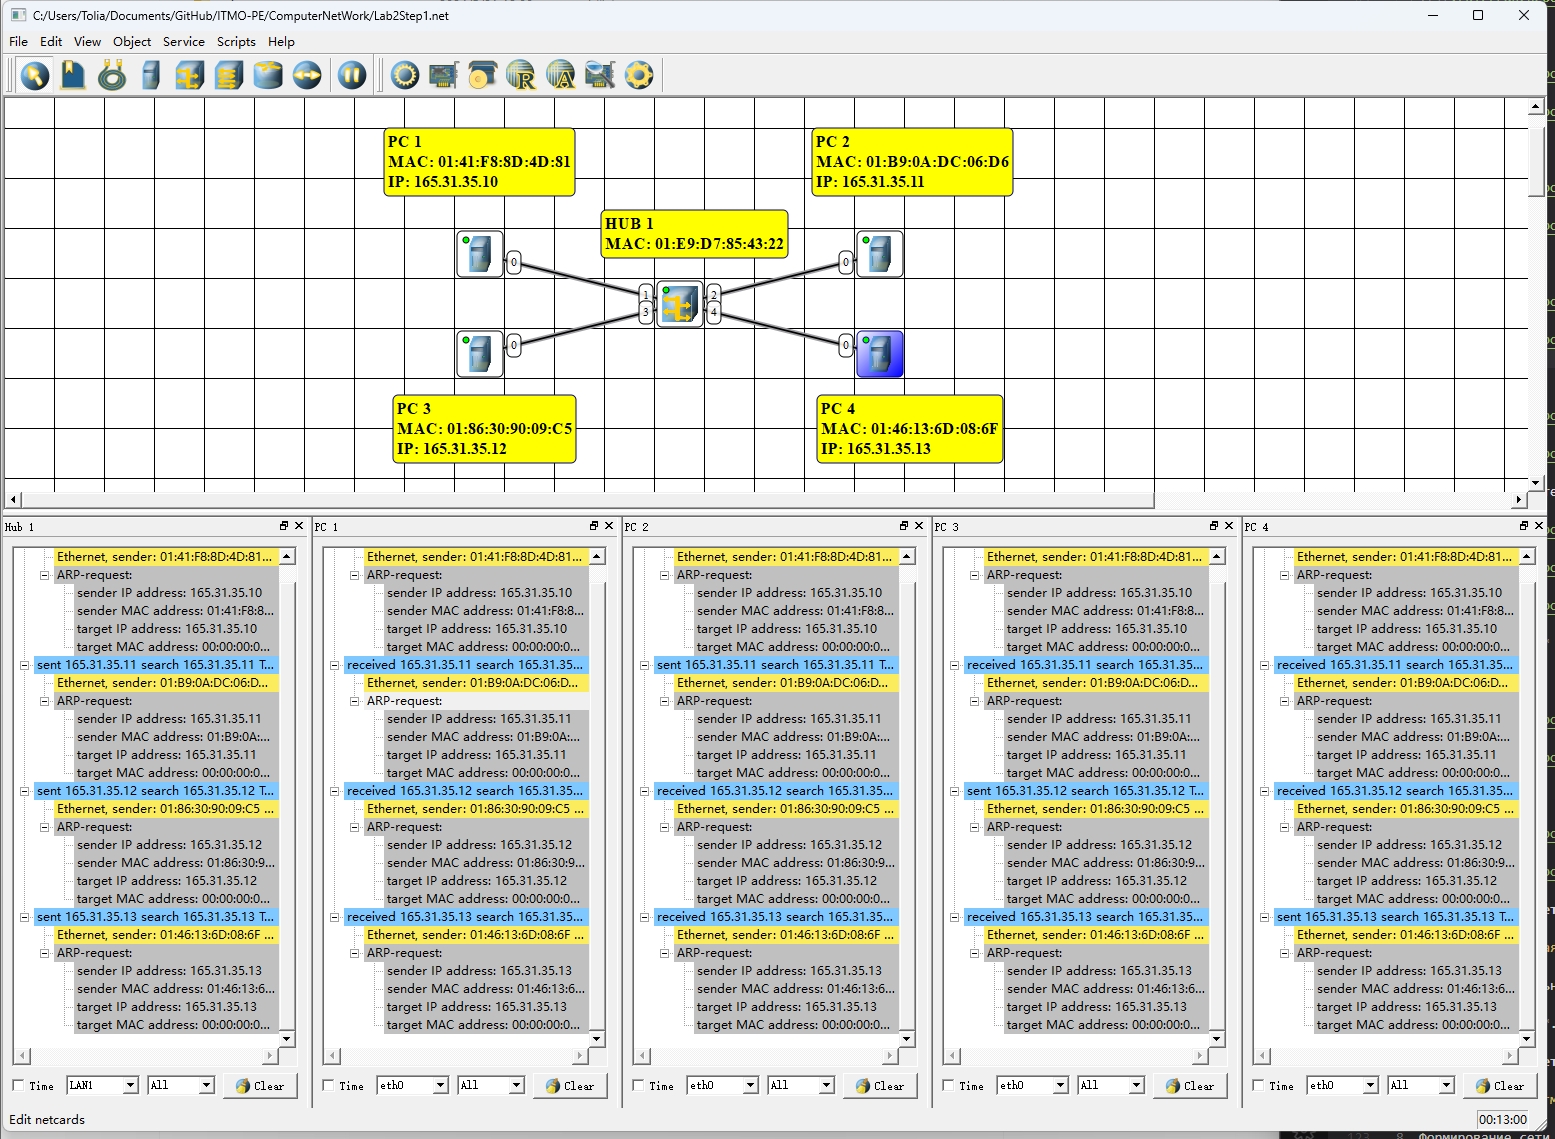 C:/Users/Tolia/Documents/GitHub/ITMO-PE/ComputerNetWork/Lab2Step1.net
File Edit View Object Service Scripts Help
PC 1
MAC: 01:41:F8:8D:4D:81
IP: 165.31.35.10
PC 2
MAC: 01:B9:0A:DC:06:D6
IP: 165.31.35.11
HUB 1
MAC: 01:E9:D7:85:43:22
0
0
1
2
3
4
0
0
PC 3
MAC: 01:86:30:90:09:C5
IP: 165.31.35.12
PC 4
MAC: 01:46:13:6D:08:6F
IP: 165.31.35.13
Hub 1
Ethernet, sender: 01:41:F8:8D:4D:81...
ARP-request:
sender IP address: 165.31.35.10
sender MAC address: 01:41:F8:8...
target IP address: 165.31.35.10
target MAC address: 00:00:00:0...
sent 165.31.35.11 search 165.31.35.11 T...
Ethernet, sender: 01:B9:0A:DC:06:D...
ARP-request:
sender IP address: 165.31.35.11
sender MAC address: 01:B9:0A:...
target IP address: 165.31.35.11
target MAC address: 00:00:00:0...
sent 165.31.35.12 search 165.31.35.12 T...
Ethernet, sender: 01:86:30:90:09:C5 ...
ARP-request:
sender IP address: 165.31.35.12
sender MAC address: 01:86:30:9...
target IP address: 165.31.35.12
target MAC address: 00:00:00:0...
sent 165.31.35.13 search 165.31.35.13 T...
Ethernet, sender: 01:46:13:6D:08:6F ...
ARP-request:
sender IP address: 165.31.35.13
sender MAC address: 01:46:13:6...
target IP address: 165.31.35.13
target MAC address: 00:00:00:0...
Time LAN1 All Clear
PC 1
Ethernet, sender: 01:41:F8:8D:4D:81...
ARP-request:
sender IP address: 165.31.35.10
sender MAC address: 01:41:F8:8...
target IP address: 165.31.35.10
target MAC address: 00:00:00:0...
received 165.31.35.11 search 165.31.35...
Ethernet, sender: 01:B9:0A:DC:06:D...
ARP-request:
sender IP address: 165.31.35.11
sender MAC address: 01:B9:0A:...
target IP address: 165.31.35.11
target MAC address: 00:00:00:0...
received 165.31.35.12 search 165.31.35...
Ethernet, sender: 01:86:30:90:09:C5 ...
ARP-request:
sender IP address: 165.31.35.12
sender MAC address: 01:86:30:9...
target IP address: 165.31.35.12
target MAC address: 00:00:00:0...
received 165.31.35.13 search 165.31.35...
Ethernet, sender: 01:46:13:6D:08:6F ...
ARP-request:
sender IP address: 165.31.35.13
sender MAC address: 01:46:13:6...
target IP address: 165.31.35.13
target MAC address: 00:00:00:0...
Time eth0 All Clear
PC 2
Ethernet, sender: 01:41:F8:8D:4D:81...
ARP-request:
sender IP address: 165.31.35.10
sender MAC address: 01:41:F8:8...
target IP address: 165.31.35.10
target MAC address: 00:00:00:0...
sent 165.31.35.11 search 165.31.35.11 T...
Ethernet, sender: 01:B9:0A:DC:06:D...
ARP-request:
sender IP address: 165.31.35.11
sender MAC address: 01:B9:0A:...
target IP address: 165.31.35.11
target MAC address: 00:00:00:0...
received 165.31.35.12 search 165.31.35...
Ethernet, sender: 01:86:30:90:09:C5 ...
ARP-request:
sender IP address: 165.31.35.12
sender MAC address: 01:86:30:9...
target IP address: 165.31.35.12
target MAC address: 00:00:00:0...
received 165.31.35.13 search 165.31.35...
Ethernet, sender: 01:46:13:6D:08:6F ...
ARP-request:
sender IP address: 165.31.35.13
sender MAC address: 01:46:13:6...
target IP address: 165.31.35.13
target MAC address: 00:00:00:0...
Time eth0 All Clear
PC 3
Ethernet, sender: 01:41:F8:8D:4D:81...
ARP-request:
sender IP address: 165.31.35.10
sender MAC address: 01:41:F8:8...
target IP address: 165.31.35.10
target MAC address: 00:00:00:0...
received 165.31.35.11 search 165.31.35...
Ethernet, sender: 01:B9:0A:DC:06:D...
ARP-request:
sender IP address: 165.31.35.11
sender MAC address: 01:B9:0A:...
target IP address: 165.31.35.11
target MAC address: 00:00:00:0...
sent 165.31.35.12 search 165.31.35.12 T...
Ethernet, sender: 01:86:30:90:09:C5 ...
ARP-request:
sender IP address: 165.31.35.12
sender MAC address: 01:86:30:9...
target IP address: 165.31.35.12
target MAC address: 00:00:00:0...
received 165.31.35.13 search 165.31.35...
Ethernet, sender: 01:46:13:6D:08:6F ...
ARP-request:
sender IP address: 165.31.35.13
sender MAC address: 01:46:13:6...
target IP address: 165.31.35.13
target MAC address: 00:00:00:0...
Time eth0 All Clear
PC 4
Ethernet, sender: 01:41:F8:8D:4D:81...
ARP-request:
sender IP address: 165.31.35.10
sender MAC address: 01:41:F8:8...
target IP address: 165.31.35.10
target MAC address: 00:00:00:0...
received 165.31.35.11 search 165.31.35...
Ethernet, sender: 01:B9:0A:DC:06:D...
ARP-request:
sender IP address: 165.31.35.11
sender MAC address: 01:B9:0A:...
target IP address: 165.31.35.11
target MAC address: 00:00:00:0...
received 165.31.35.12 search 165.31.35...
Ethernet, sender: 01:86:30:90:09:C5 ...
ARP-request:
sender IP address: 165.31.35.12
sender MAC address: 01:86:30:9...
target IP address: 165.31.35.12
target MAC address: 00:00:00:0...
sent 165.31.35.13 search 165.31.35.13 T...
Ethernet, sender: 01:46:13:6D:08:6F ...
ARP-request:
sender IP address: 165.31.35.13
sender MAC address: 01:46:13:6...
target IP address: 165.31.35.13
target MAC address: 00:00:00:0...
Time eth0 All Clear
Edit netcards
00:13:00